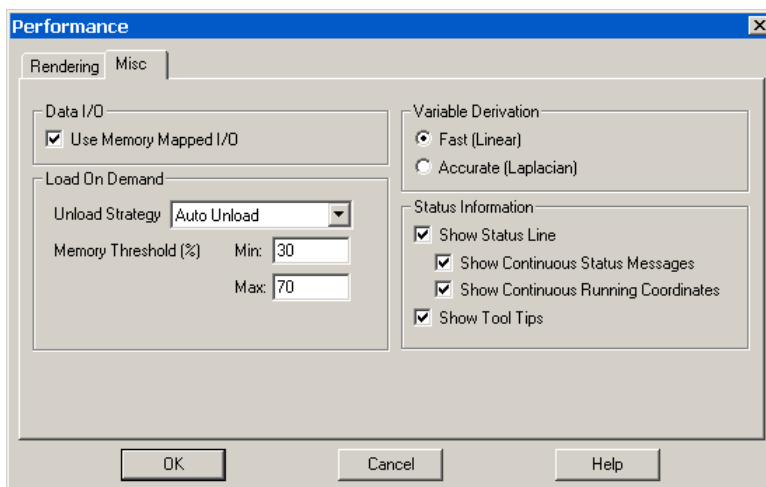 Performance
Rendering Misc
Data I/O
Use Memory Mapped I/O
Load On Demand
Unload Strategy Auto Unload
Memory Threshold (%) Min: 30
Max: 70
Variable Derivation
Fast (Linear)
Accurate (Laplacian)
Status Information
Show Status Line
Show Continuous Status Messages
Show Continuous Running Coordinates
Show Tool Tips
OK Cancel Help